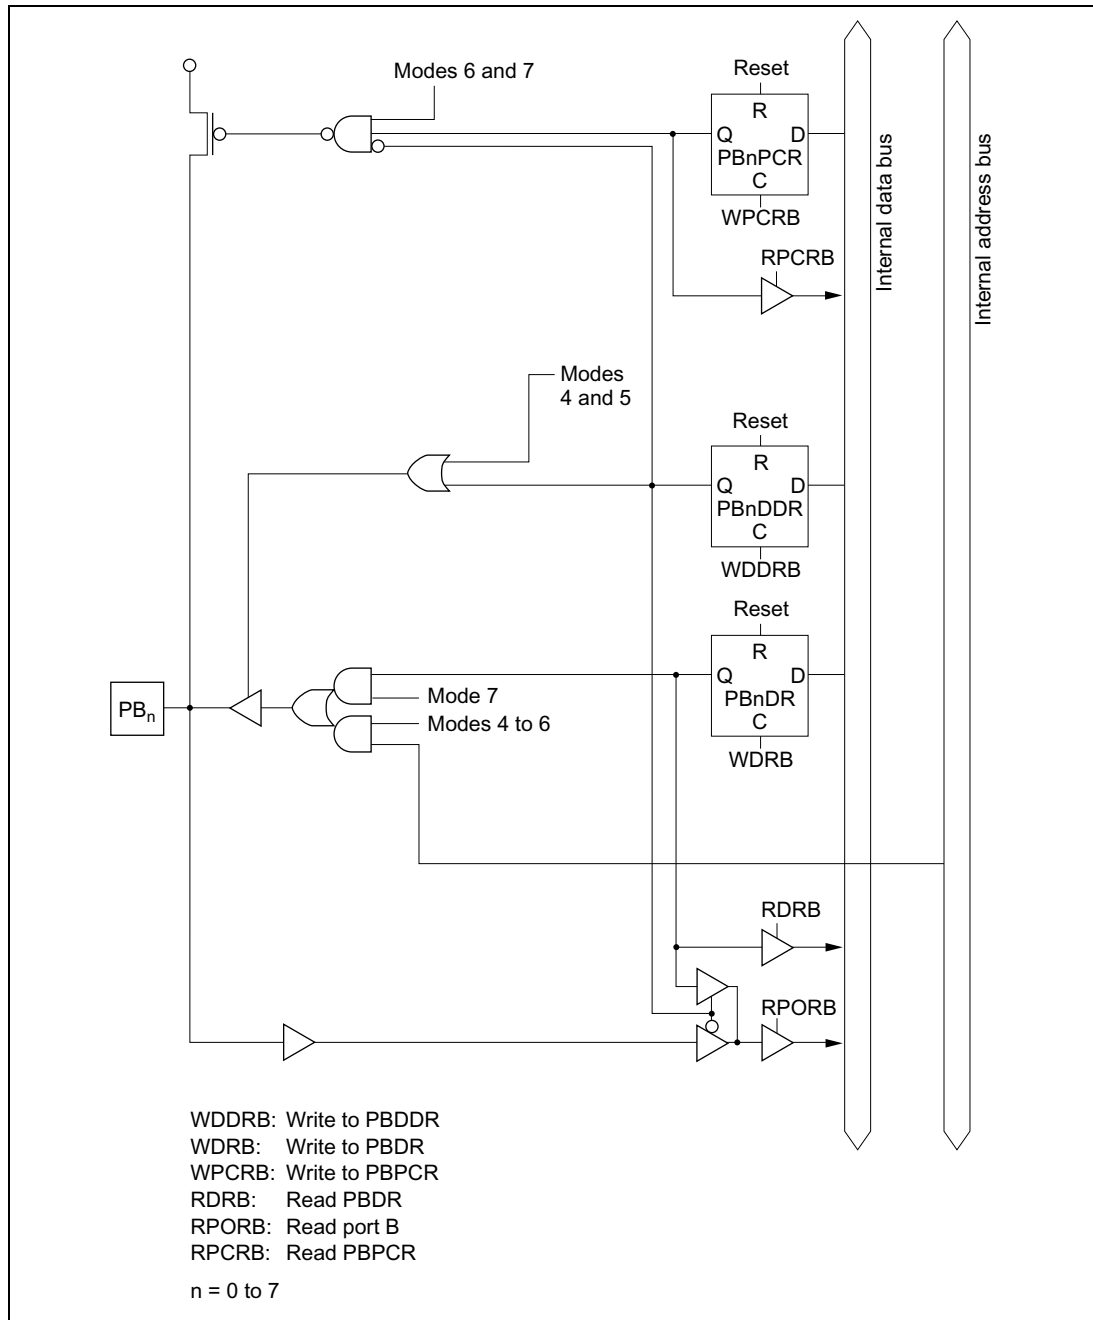 Modes 6 and 7
Reset
R
Q D
PBnPCR
C
WPCRB
RPCRB
Internal data bus
Internal address bus
Modes
4 and 5
Reset
R
Q D
PBnDDR
C
WDDRB
Reset
R
Q D
PBnDR
C
WDRB
Mode 7
Modes 4 to 6
PBn
RDRB
RPORB
WDDRB: Write to PBDDR
WDRB: Write to PBDR
WPCRB: Write to PBPCR
RDRB: Read PBDR
RPORB: Read port B
RPCRB: Read PBPCR
n = 0 to 7